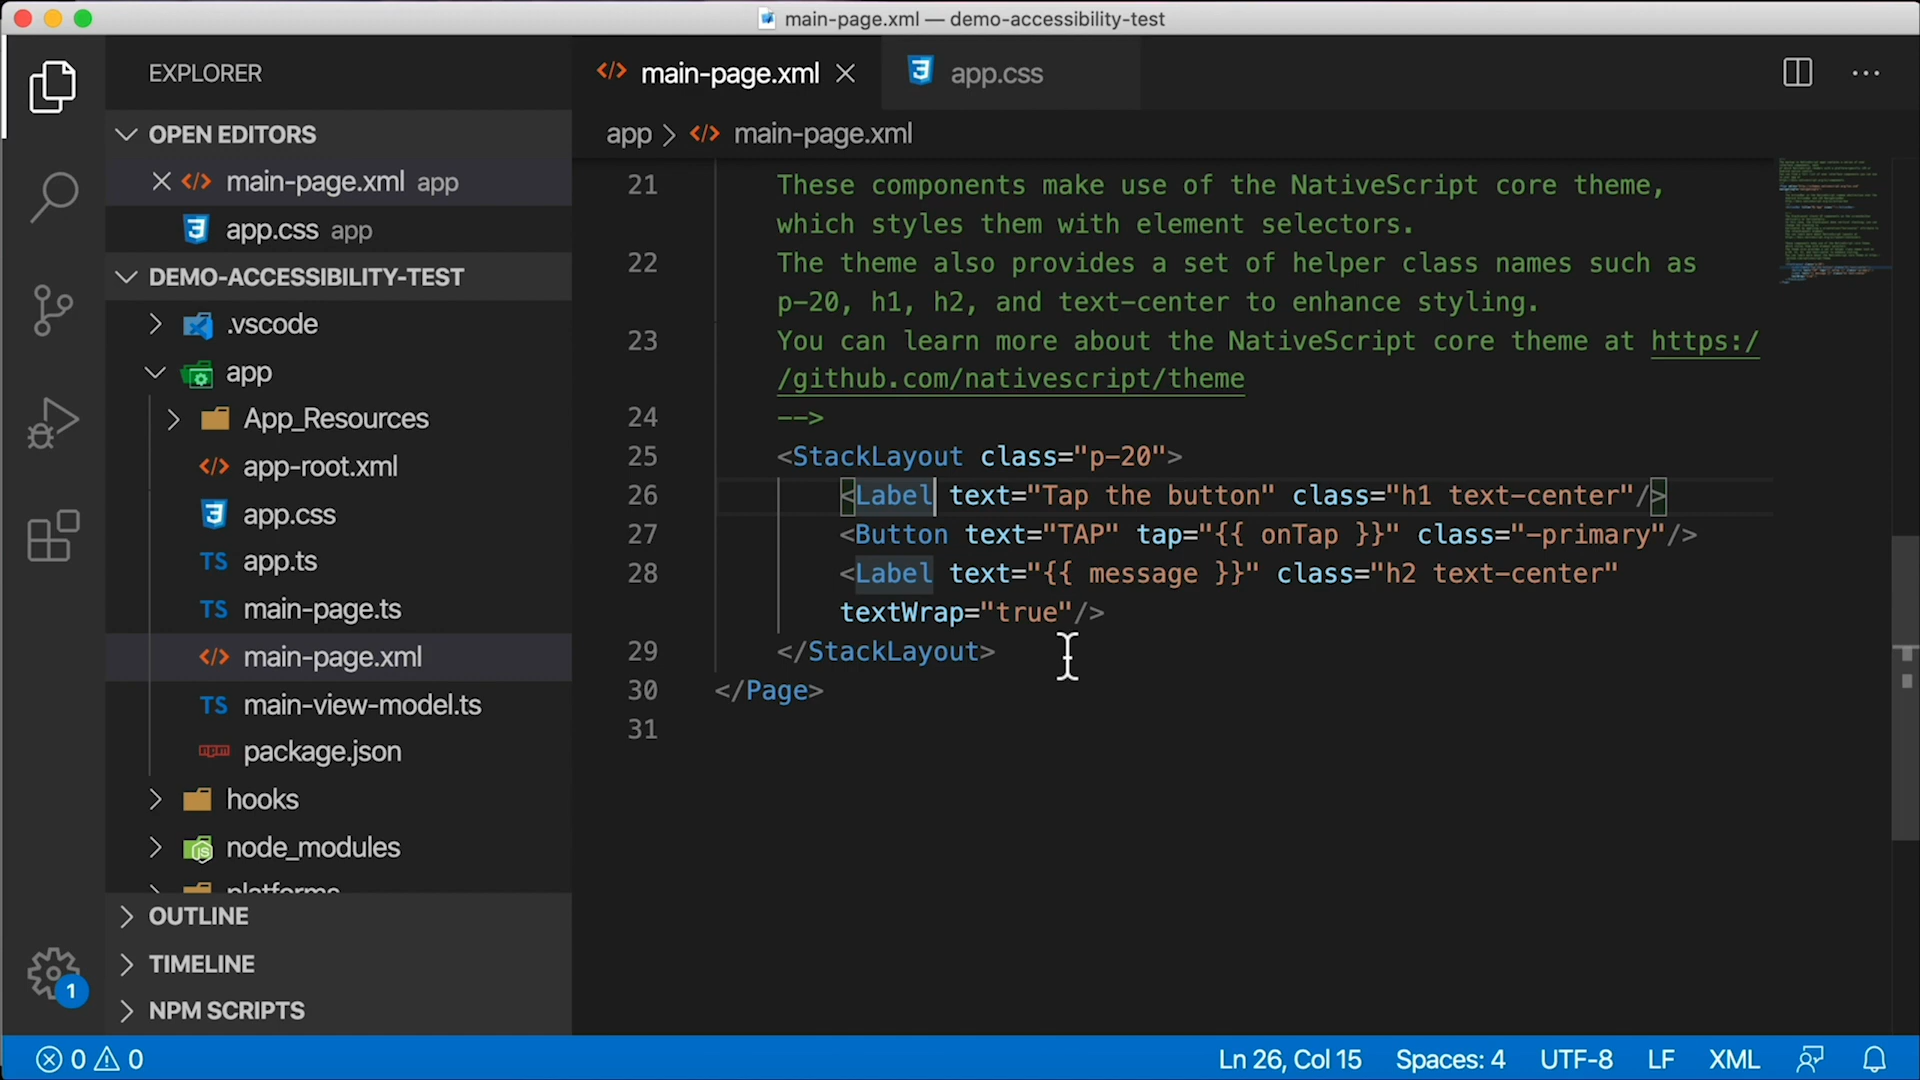 main-page.xml — demo-accessibility-test
EXPLORER
OPEN EDITORS
main-page.xml app
app.css app
DEMO-ACCESSIBILITY-TEST
.vscode
app
App_Resources
app-root.xml
app.css
TS app.ts
TS main-page.ts
main-page.xml
TS main-view-model.ts
npm package.json
hooks
node_modules
platforms
OUTLINE
TIMELINE
NPM SCRIPTS
1
main-page.xml
app.css
app > main-page.xml
21 These components make use of the NativeScript core theme,
which styles them with element selectors.
22 The theme also provides a set of helper class names such as
p-20, h1, h2, and text-center to enhance styling.
23 You can learn more about the NativeScript core theme at https:/
/github.com/nativescript/theme
24 -->
25 <StackLayout class="p-20">
26 <Label text="Tap the button" class="h1 text-center"/>
27 <Button text="TAP" tap="{{ onTap }}" class="-primary"/>
28 <Label text="{{ message }}" class="h2 text-center"
textWrap="true"/>
29 </StackLayout>
30 </Page>
31
0 0
Ln 26, Col 15 Spaces: 4 UTF-8 LF XML